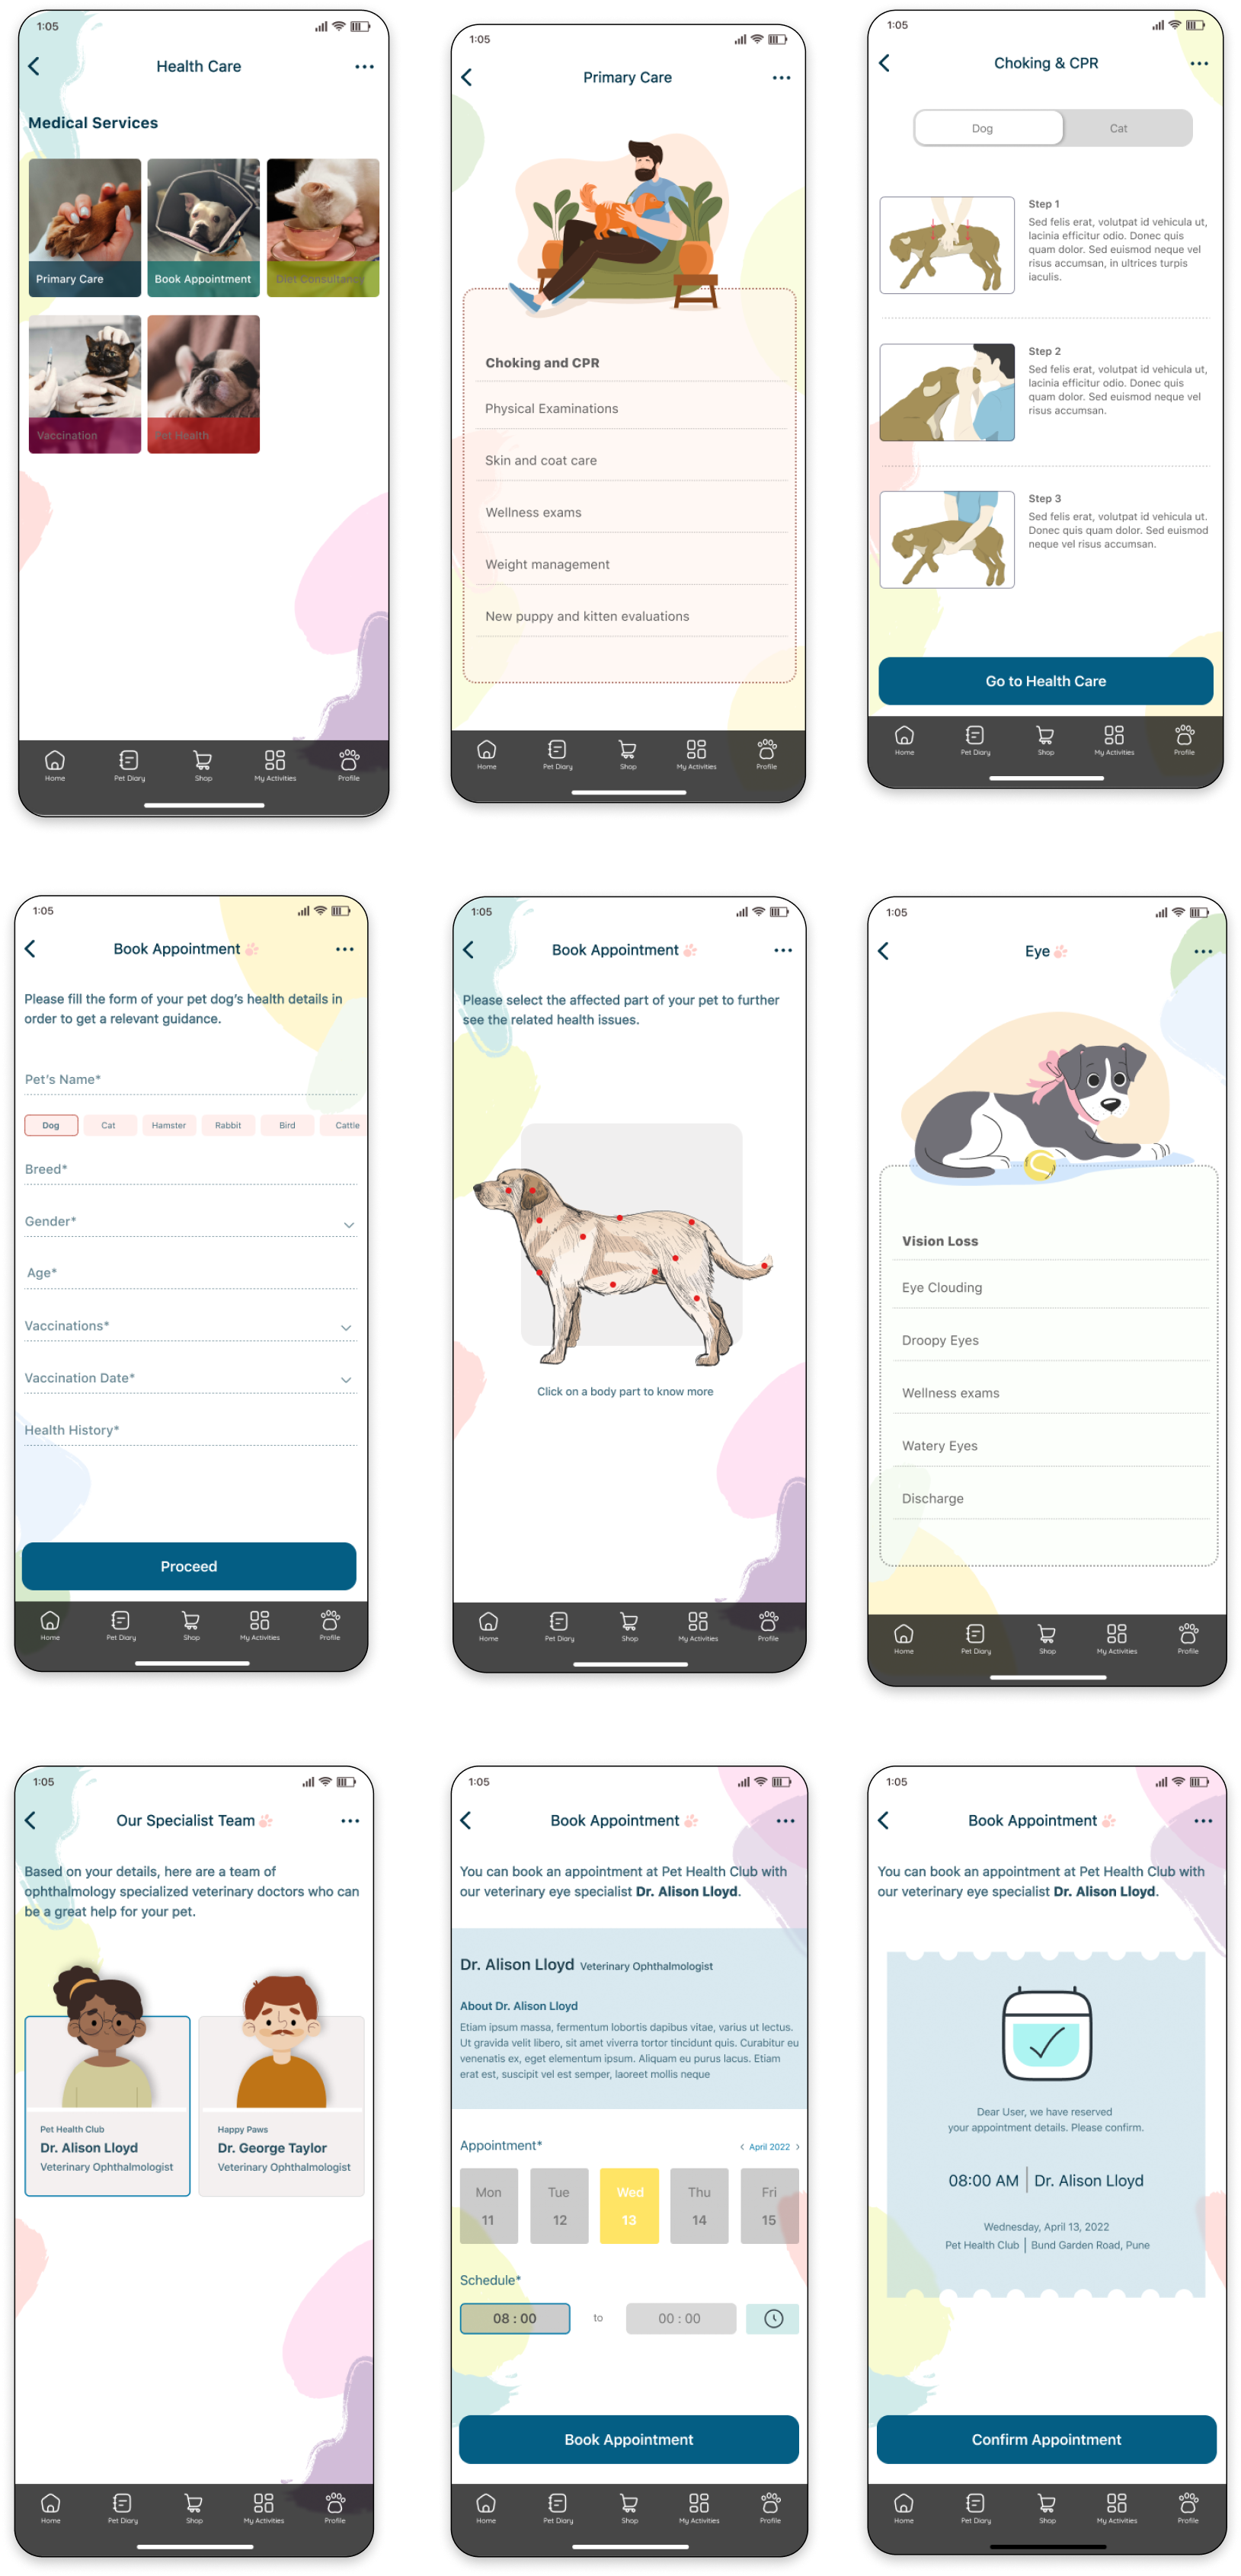 1:05
Health Care
Medical Services
Primary Care
Book Appointment
Diet Consultancy
Vaccination
Pet Health
Home
Pet Diary
Shop
My Activities
Profile
1:05
Primary Care
Choking and CPR
Physical Examinations
Skin and coat care
Wellness exams
Weight management
New puppy and kitten evaluations
Home
Pet Diary
Shop
My Activities
Profile
1:05
Choking & CPR
Dog
Cat
Step 1
Sed felis erat, volutpat id vehicula ut,
lacinia efficitur odio. Donec quis
quam dolor. Sed euismod neque vel
risus accumsan, in ultrices turpis
iaculis.
Step 2
Sed felis erat, volutpat id vehicula ut,
lacinia efficitur odio. Donec quis
quam dolor. Sed euismod neque vel
risus accumsan.
Step 3
Sed felis erat, volutpat id vehicula ut.
Donec quis quam dolor. Sed euismod
neque vel risus accumsan.
Go to Health Care
Home
Pet Diary
Shop
My Activities
Profile
1:05
Book Appointment
Please fill the form of your pet dog's health details in
order to get a relevant guidance.
Pet's Name*
Dog
Cat
Hamster
Rabbit
Bird
Cattle
Breed*
Gender*
Age*
Vaccinations*
Vaccination Date*
Health History*
Proceed
Home
Pet Diary
Shop
My Activities
Profile
1:05
Book Appointment
Please select the affected part of your pet to further
see the related health issues.
Click on a body part to know more
Home
Pet Diary
Shop
My Activities
Profile
1:05
Eye
Vision Loss
Eye Clouding
Droopy Eyes
Wellness exams
Watery Eyes
Discharge
Home
Pet Diary
Shop
My Activities
Profile
1:05
Our Specialist Team
Based on your details, here are a team of
ophthalmology specialized veterinary doctors who can
be a great help for your pet.
Pet Health Club
Dr. Alison Lloyd
Veterinary Ophthalmologist
Happy Paws
Dr. George Taylor
Veterinary Ophthalmologist
Home
Pet Diary
Shop
My Activities
Profile
1:05
Book Appointment
You can book an appointment at Pet Health Club with
our veterinary eye specialist Dr. Alison Lloyd.
Dr. Alison Lloyd Veterinary Ophthalmologist
About Dr. Alison Lloyd
Etiam ipsum massa, fermentum lobortis dapibus vitae, varius ut lectus.
Ut gravida velit libero, sit amet viverra tortor tincidunt quis. Curabitur eu
venenatis ex, eget elementum ipsum. Aliquam eu purus lacus. Etiam
erat est, suscipit vel est semper, laoreet mollis neque
Appointment*
< April 2022 >
Mon
11
Tue
12
Wed
13
Thu
14
Fri
15
Schedule*
08 : 00
to
00 : 00
Book Appointment
Home
Pet Diary
Shop
My Activities
Profile
1:05
Book Appointment
You can book an appointment at Pet Health Club with
our veterinary eye specialist Dr. Alison Lloyd.
Dear User, we have reserved
your appointment details. Please confirm.
08:00 AM | Dr. Alison Lloyd
Wednesday, April 13, 2022
Pet Health Club | Bund Garden Road, Pune
Confirm Appointment
Home
Pet Diary
Shop
My Activities
Profile